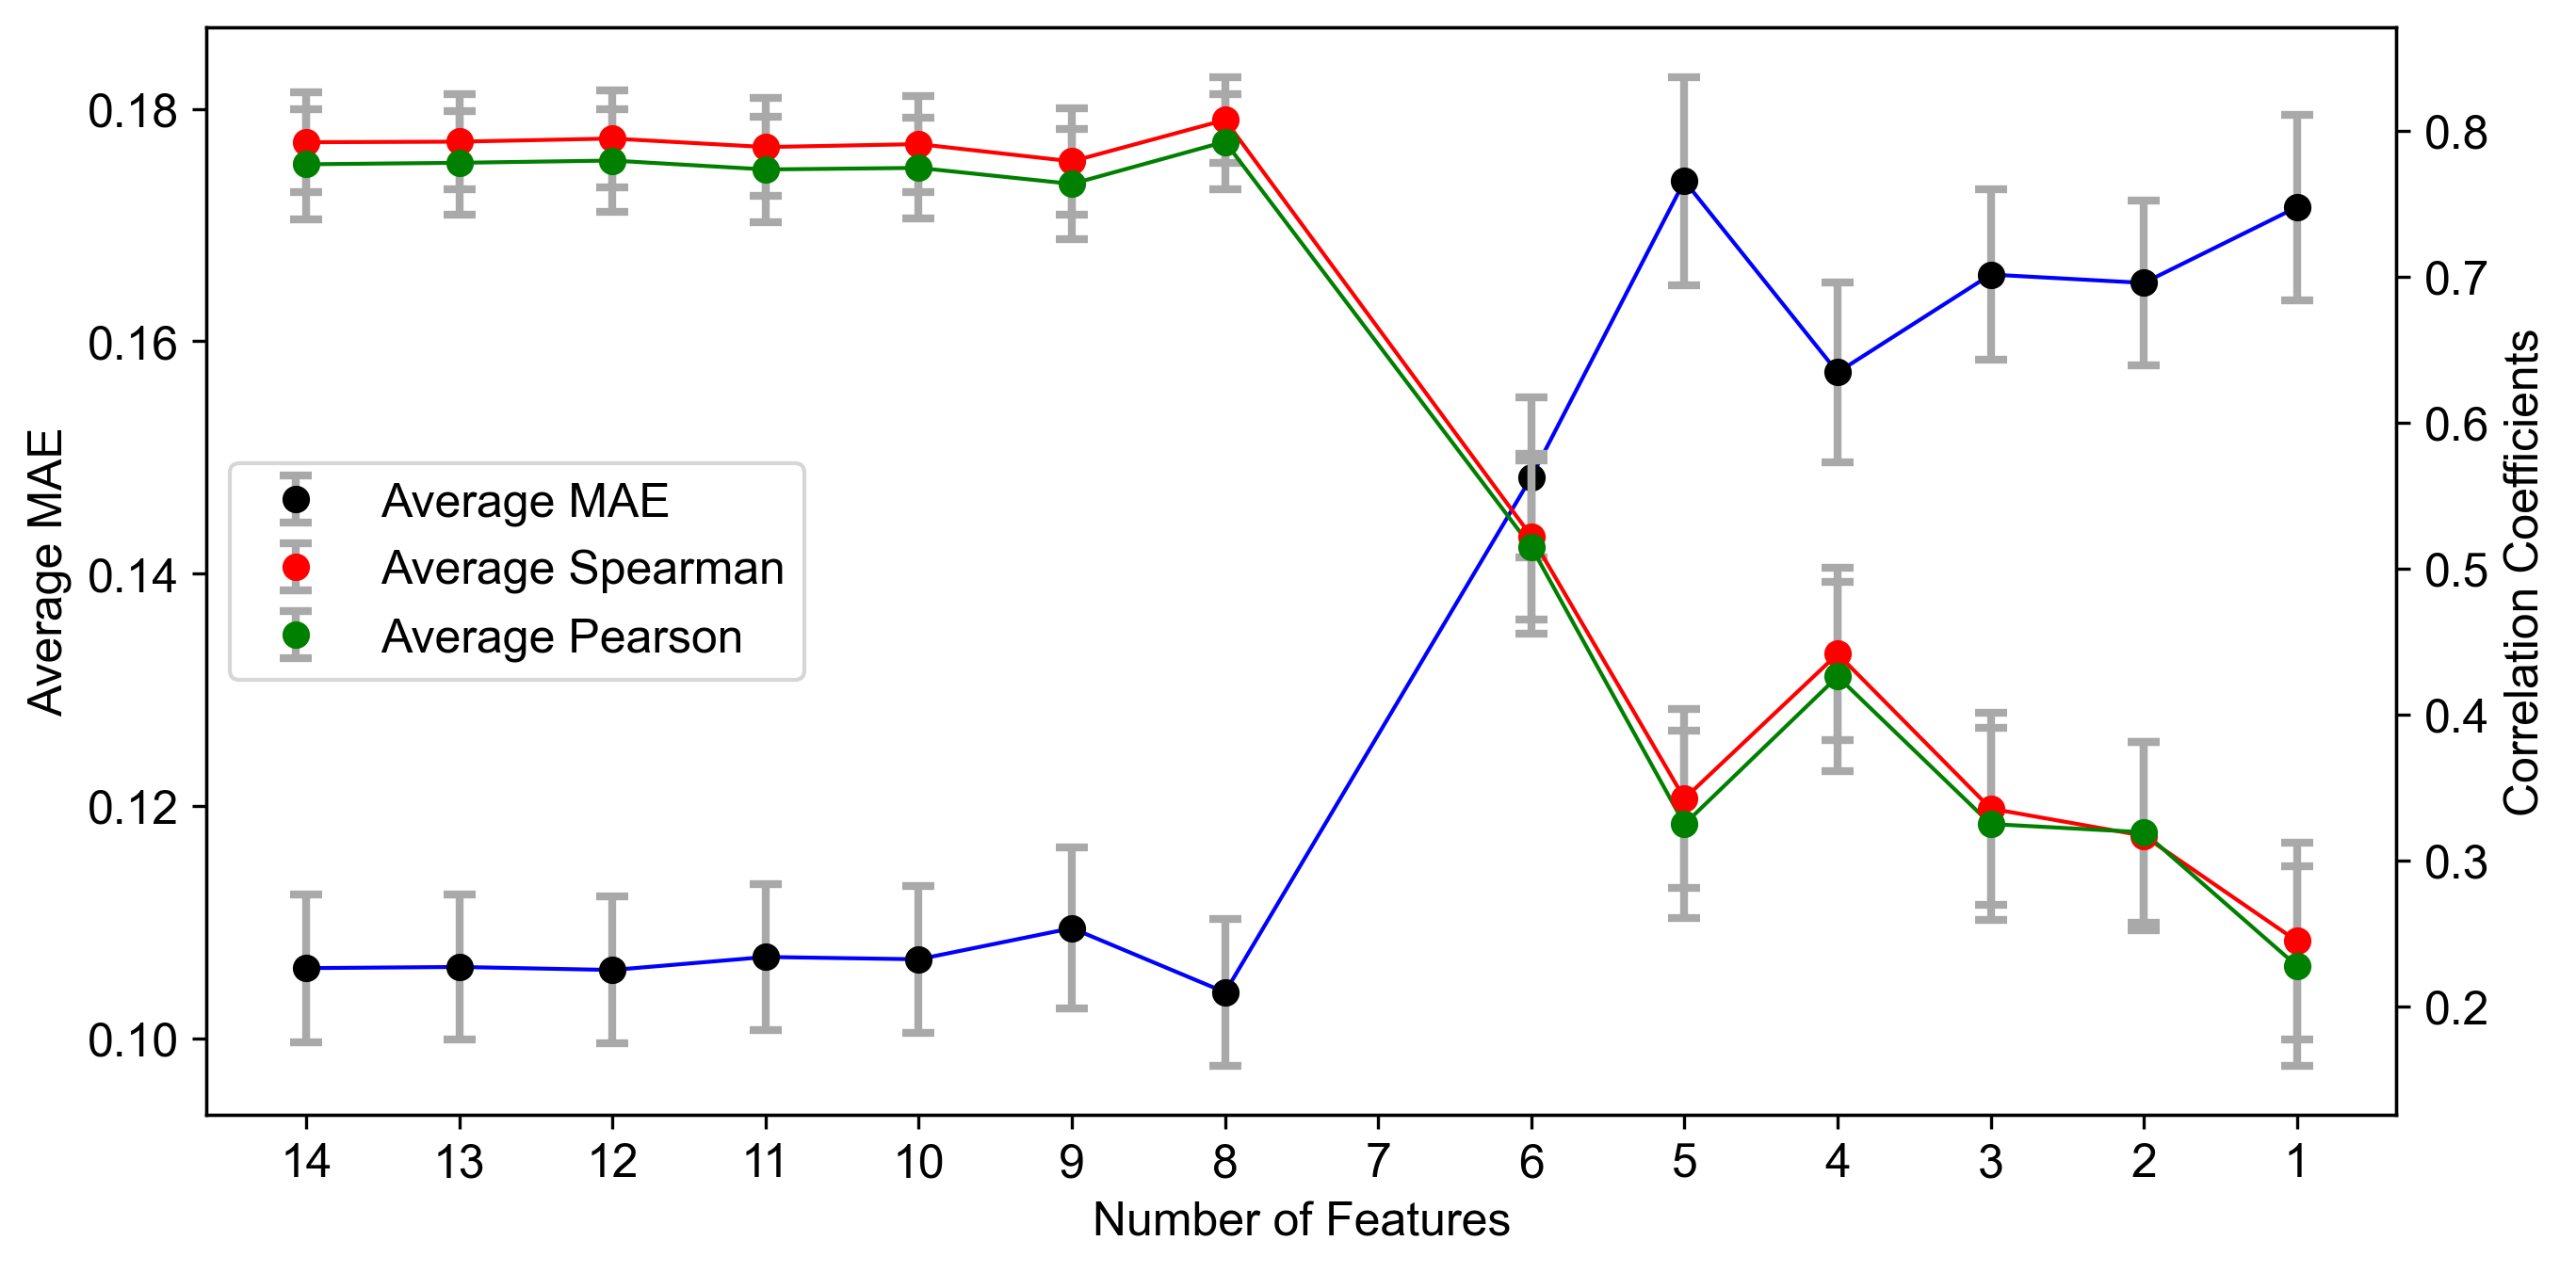 0.18
0.16
0.14
0.12
0.10
Average MAE
0.8
0.7
0.6
0.5
0.4
0.3
0.2
Correlation Coefficients
Average MAE
Average Spearman
Average Pearson
14 13 12 11 10 9 8 7 6 5 4 3 2 1
Number of Features